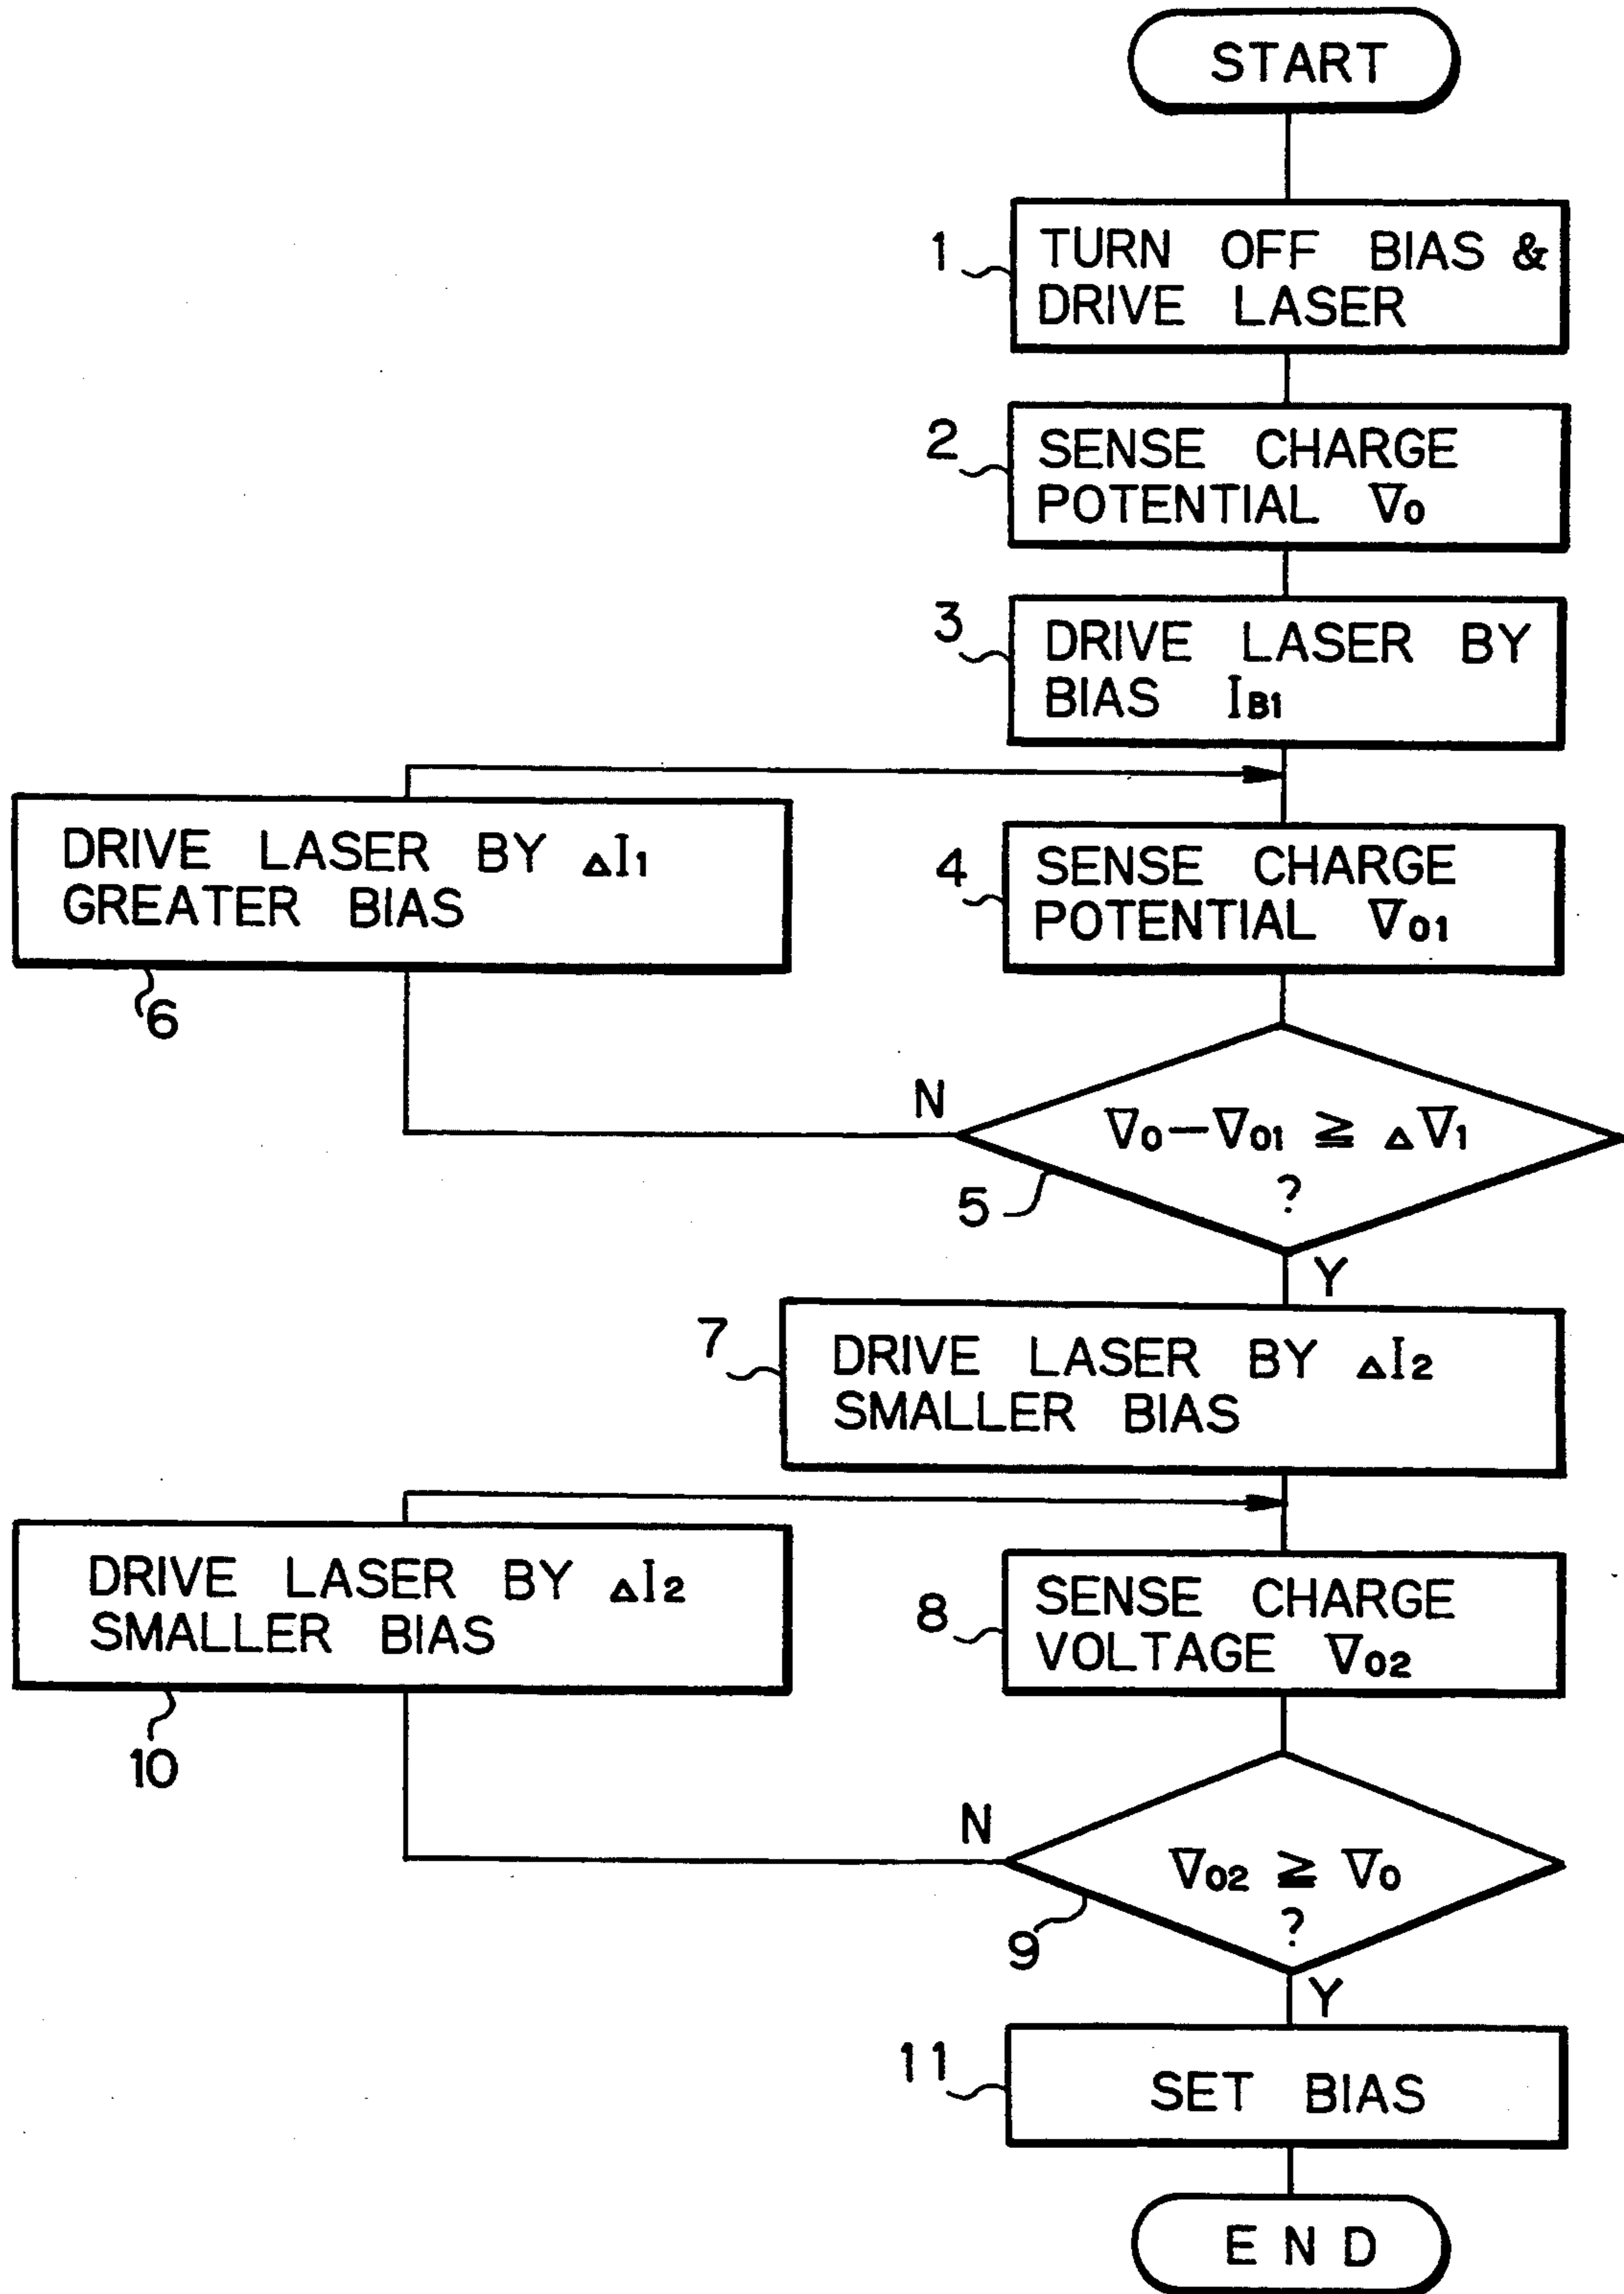 START
1
TURN OFF BIAS &
DRIVE LASER
2
SENSE CHARGE
POTENTIAL V0
3
DRIVE LASER BY
BIAS IB1
DRIVE LASER BY ΔI1
GREATER BIAS
6
4
SENSE CHARGE
POTENTIAL V01
N
V0-V01 ≧ ΔV1
?
5
Y
7
DRIVE LASER BY ΔI2
SMALLER BIAS
DRIVE LASER BY ΔI2
SMALLER BIAS
10
8
SENSE CHARGE
VOLTAGE V02
N
V02 ≧ V0
?
9
Y
11
SET BIAS
END